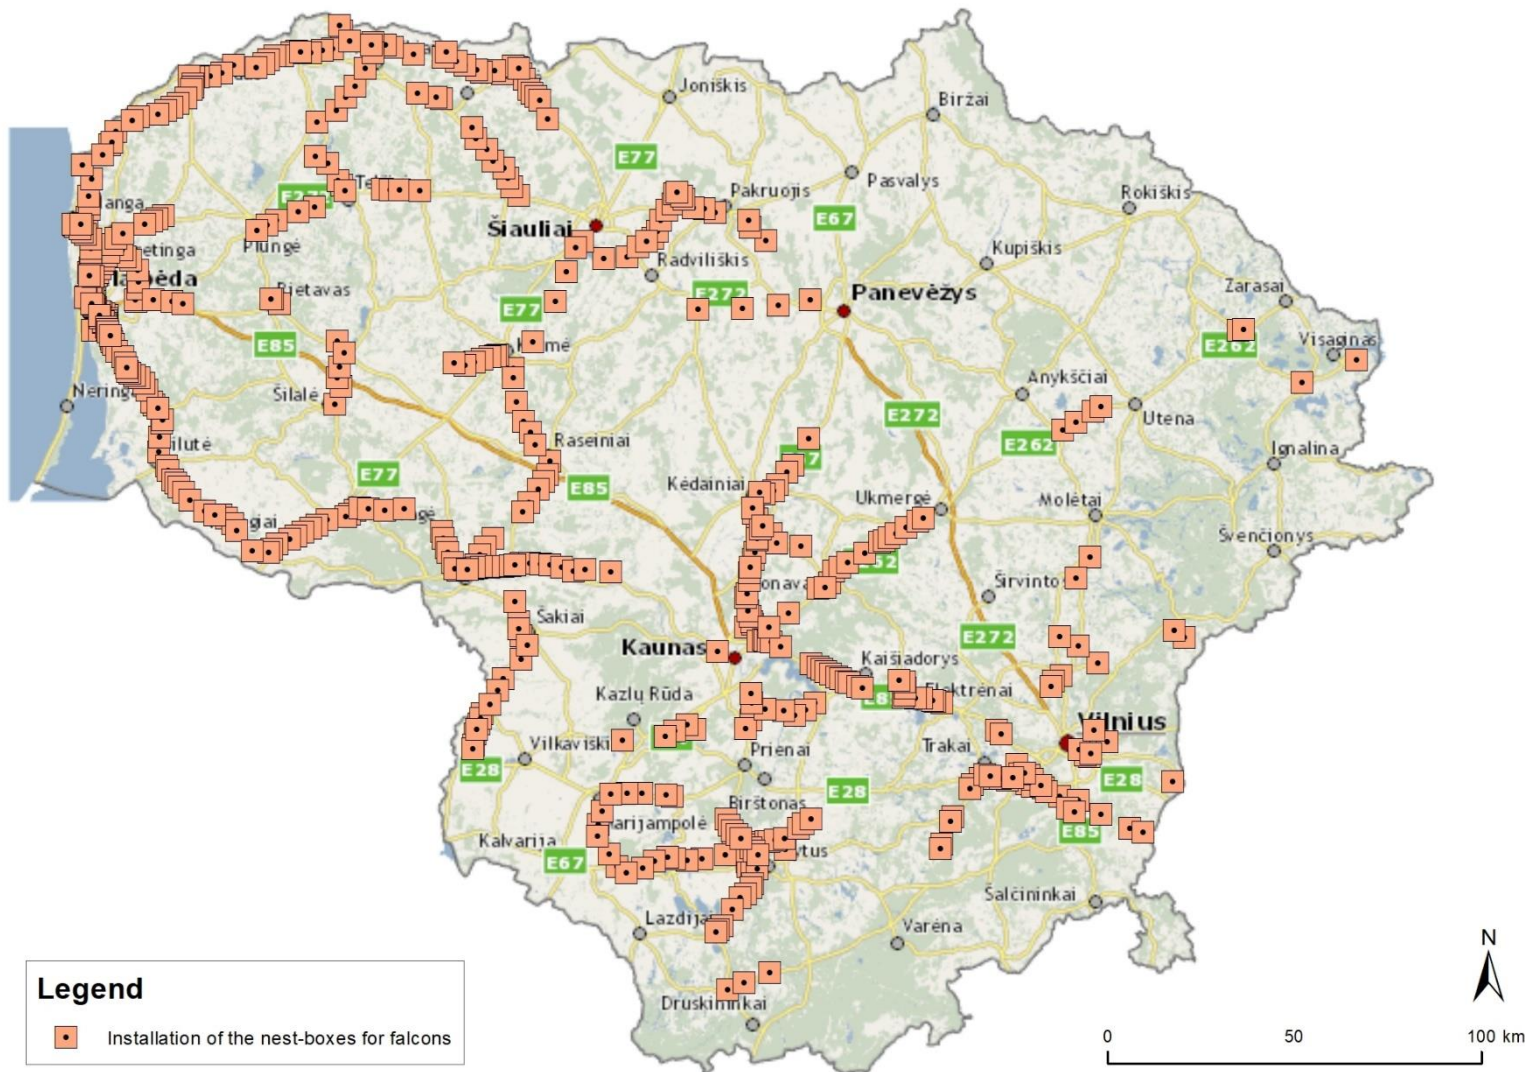 Joniškis
Biržai
E77
Pasvalys
Rokiškis
Pakruojis
E67
Šiauliai
Kupiškis
Plungė
Radviliškis
Zarasai
E272
Panevėžys
E77
E262
Visaginas
E85
Anykščiai
Šilalė
E272
Utena
E262
Raseiniai
Ignalina
E77
E85
Kėdainiai
Ukmergė
Molėtai
Švenčionys
Šakiai
E272
Kaunas
Kaišiadorys
Kazlų Rūda
Vilnius
Trakai
Prienai
E28
E28
E28
Birštonas
Kalvarija
E85
E67
Šalčininkai
Varėna
N
Legend
Installation of the nest-boxes for falcons
Druskininkai
0 50 100 km